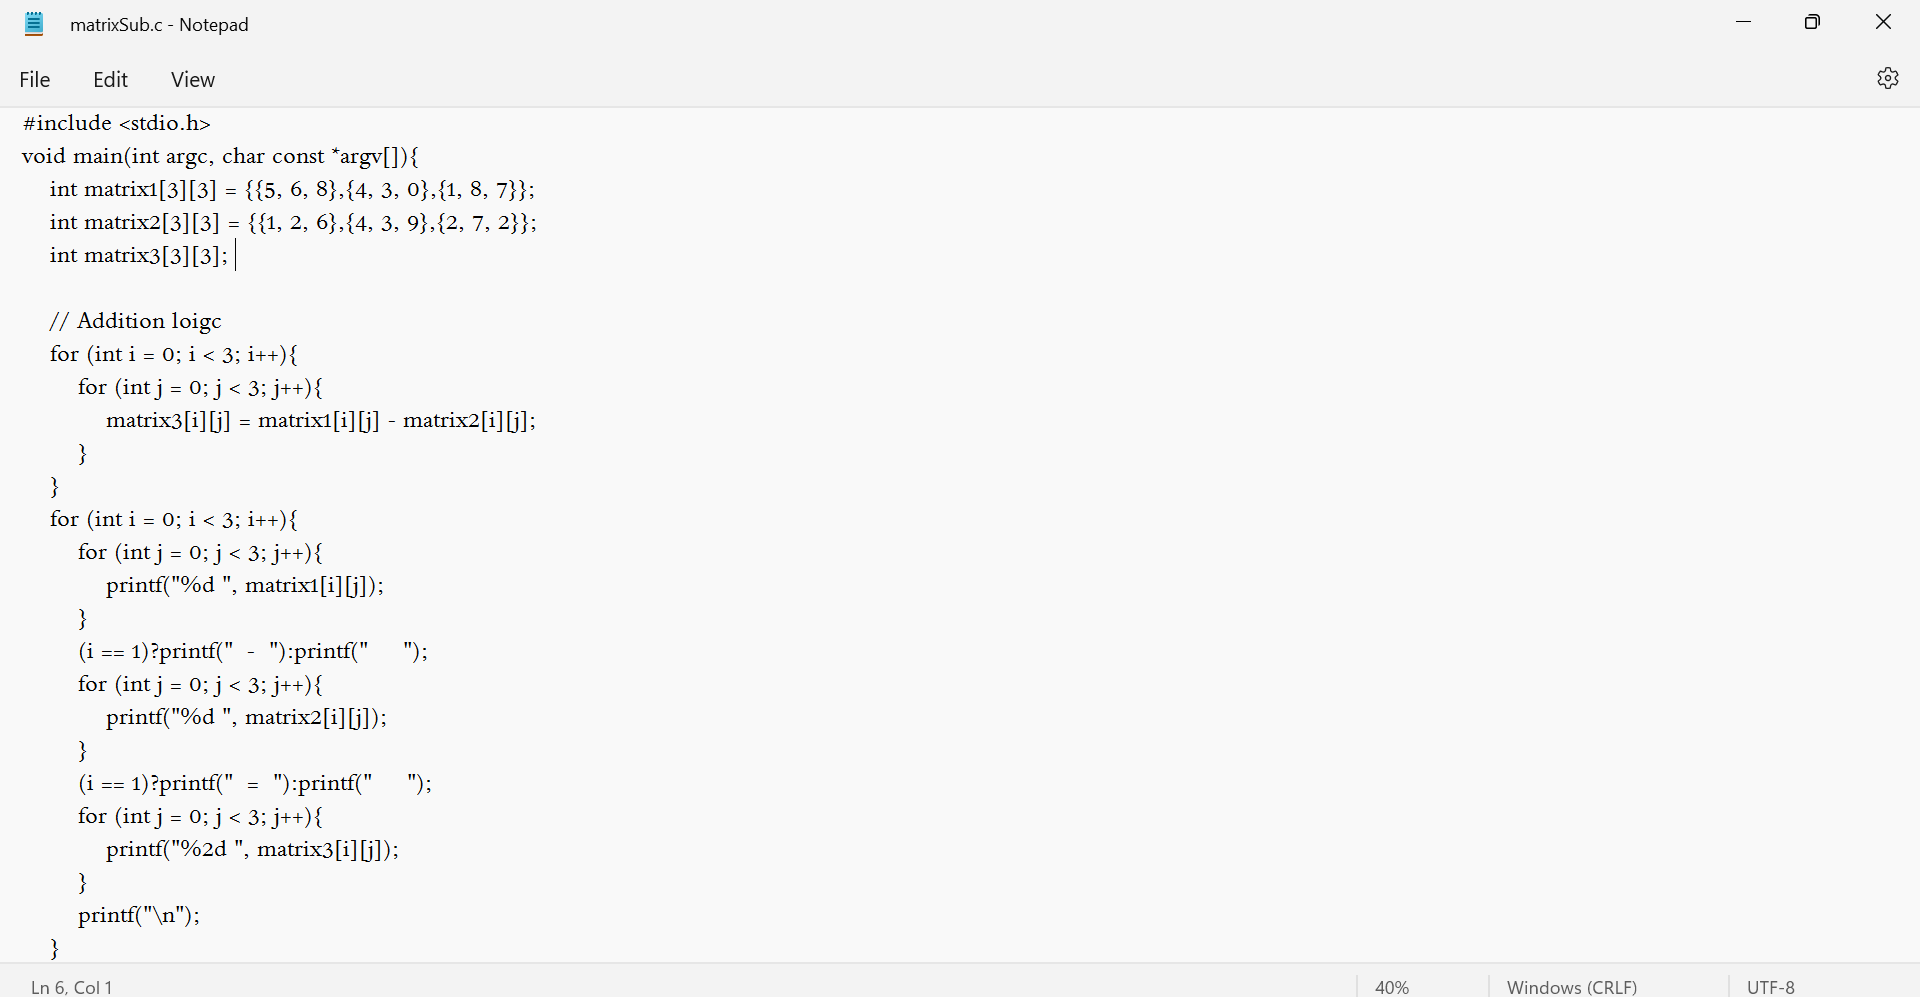 matrixSub.c - Notepad
File Edit View
#include <stdio.h>
void main(int argc, char const *argv[]){
    int matrix1[3][3] = {{5, 6, 8},{4, 3, 0},{1, 8, 7}};
    int matrix2[3][3] = {{1, 2, 6},{4, 3, 9},{2, 7, 2}};
    int matrix3[3][3];

    // Addition loigc
    for (int i = 0; i < 3; i++){
        for (int j = 0; j < 3; j++){
            matrix3[i][j] = matrix1[i][j] - matrix2[i][j];
        }
    }
    for (int i = 0; i < 3; i++){
        for (int j = 0; j < 3; j++){
            printf("%d ", matrix1[i][j]);
        }
        (i == 1)?printf("  -  "):printf("     ");
        for (int j = 0; j < 3; j++){
            printf("%d ", matrix2[i][j]);
        }
        (i == 1)?printf("  =  "):printf("     ");
        for (int j = 0; j < 3; j++){
            printf("%2d ", matrix3[i][j]);
        }
        printf("\n");
    }
Ln 6, Col 1 40% Windows (CRLF) UTF-8